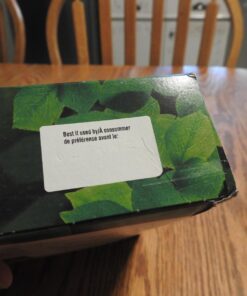 Best if used by/À consommer
de préférence avant le: